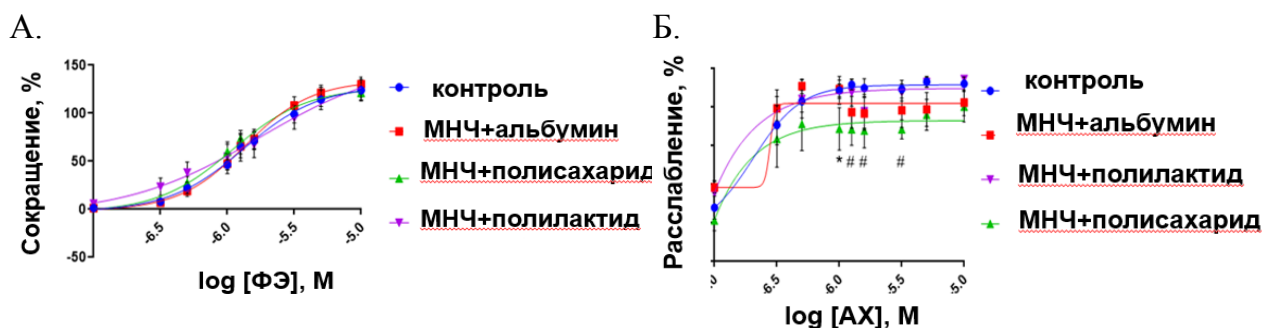 А.
Сокращение, %
150
100
50
0
-50
-6.5
-6.0
-5.5
-5.0
log [ФЭ], М
контроль
МНЧ+альбумин
МНЧ+полисахарид
МНЧ+полилактид
Б.
Расслабление, %
*
#
#
#
.0
-6.5
-6.0
-5.5
-5.0
log [АХ], М
контроль
МНЧ+альбумин
МНЧ+полилактид
МНЧ+полисахарид